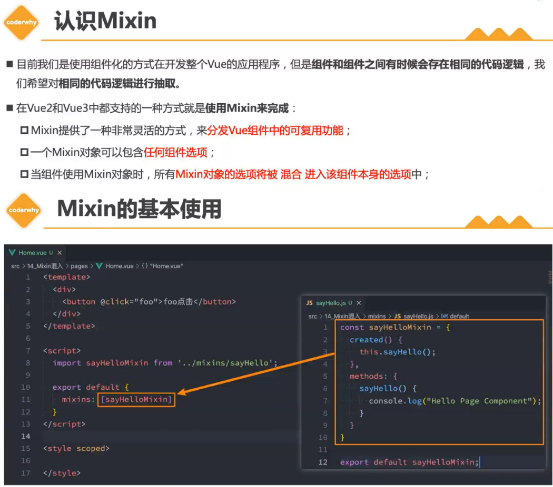 coderwhy
认识Mixin
目前我们是使用组件化的方式在开发整个Vue的应用程序，但是组件和组件之间有时候会存在相同的代码逻辑，我
们希望对相同的代码逻辑进行抽取。
在Vue2和Vue3中都支持的一种方式就是使用Mixin来完成：
Mixin提供了一种非常灵活的方式，来分发Vue组件中的可复用功能；
一个Mixin对象可以包含任何组件选项；
当组件使用Mixin对象时，所有Mixin对象的选项将被 混合 进入该组件本身的选项中；
coderwhy
Mixin的基本使用
Home.vue U ×
src > 14_Mixin混入 > pages > Home.vue > {} "Home.vue"
1 <template>
2 <div>
3 <button @click="foo">foo点击</button>
4 </div>
5 </template>
6
7 <script>
8 import sayHelloMixin from '../mixins/sayHello';
9
10 export default {
11 mixins: [sayHelloMixin]
12 }
13 </script>
14
15 <style scoped>
16
17 </style>
JS sayHello.js U ×
src > 14_Mixin混入 > mixins > JS sayHello.js > default
1 const sayHelloMixin = {
2 created() {
3 this.sayHello();
4 },
5 methods: {
6 sayHello() {
7 console.log("Hello Page Component");
8 }
9 }
10 }
11
12 export default sayHelloMixin;